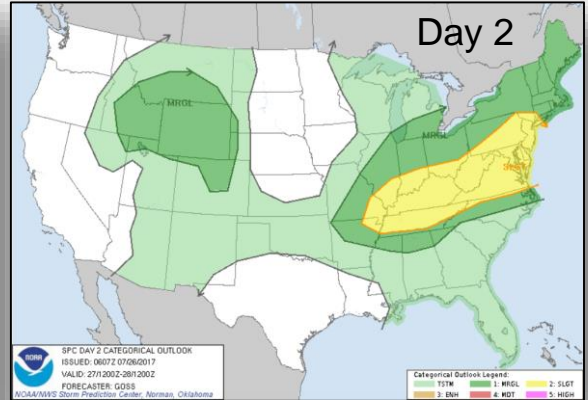 Day 2
MRGL
MRGL
SLGT
NOAA
SPC DAY 2 CATEGORICAL OUTLOOK
ISSUED: 0607Z 07/26/2017
VALID: 27/1200Z-28/1200Z
FORECASTER: GOSS
NOAA/NWS Storm Prediction Center, Norman, Oklahoma
Categorical Outlook Legend:
TSTM 1: MRGL 2: SLGT
3: ENH 4: MDT 5: HIGH